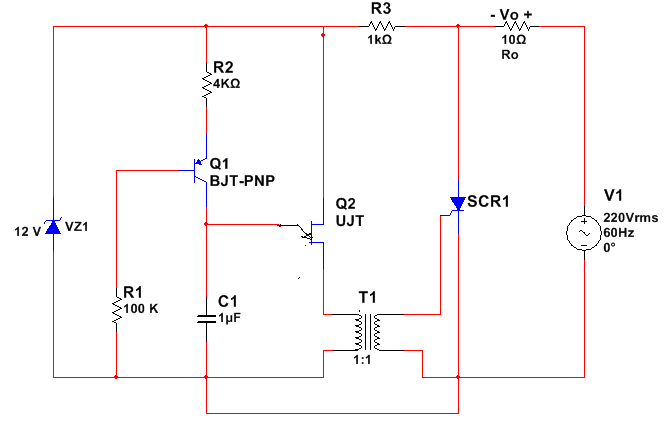 R3
1kΩ
- Vo +
10Ω
Ro
R2
4KΩ
Q1
BJT-PNP
Q2
UJT
SCR1
V1
220Vrms
60Hz
0°
12 V
VZ1
R1
100 K
C1
1µF
T1
1:1